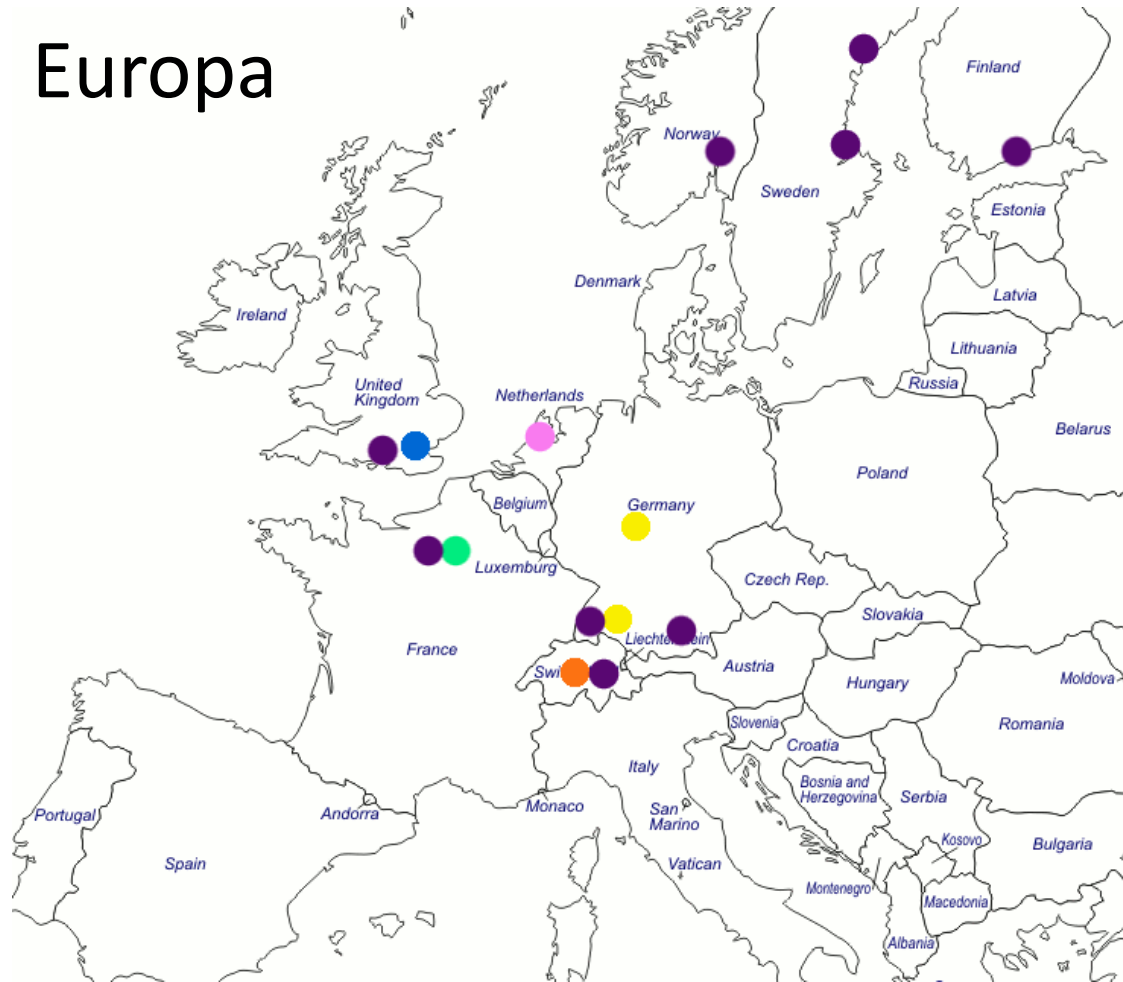 Europa
Finland
Norway
Sweden
Estonia
Denmark
Latvia
Ireland
Lithuania
United
Kingdom
Netherlands
Russia
Belarus
Poland
Belgium
Germany
Luxemburg
Czech Rep.
Slovakia
France
Swi
Austria
Hungary
Moldova
Slovenia
Romania
Croatia
Italy
Bosnia and
Herzegovina
Serbia
Portugal
Andorra
Monaco
San
Marino
Kosovo
Bulgaria
Spain
Vatican
Montenegro
Macedonia
Albania